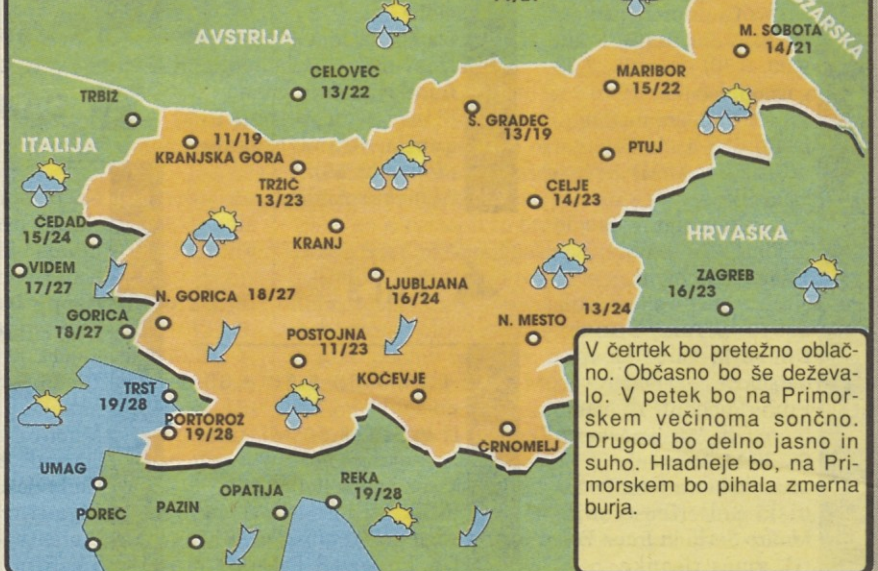 AVSTRIJA
M. SOBOTA
14/21
CELOVEC
13/22
MARIBOR
15/22
TRBIŽ
Š. GRADEC
13/19
ITALIJA
11/19
KRANJSKA GORA
PTUJ
TRŽIČ
13/23
CELJE
14/23
ČEDAD
15/24
KRANJ
HRVAŠKA
VIDEM
17/27
LJUBLJANA
16/24
ZAGREB
16/23
N. GORICA 18/27
13/24
N. MESTO
GORICA
18/27
POSTOJNA
11/23
KOČEVJE
TRST
19/28
PORTOROŽ
19/28
ČRNOMELJ
UMAG
REKA
19/28
OPATIJA
PAZIN
POREČ
V četrtek bo pretežno oblač-
no. Občasno bo še deževa-
lo. V petek bo na Primor-
skem večinoma sončno.
Drugod bo delno jasno in
suho. Hladneje bo, na Pri-
morskem bo pihala zmerna
burja.